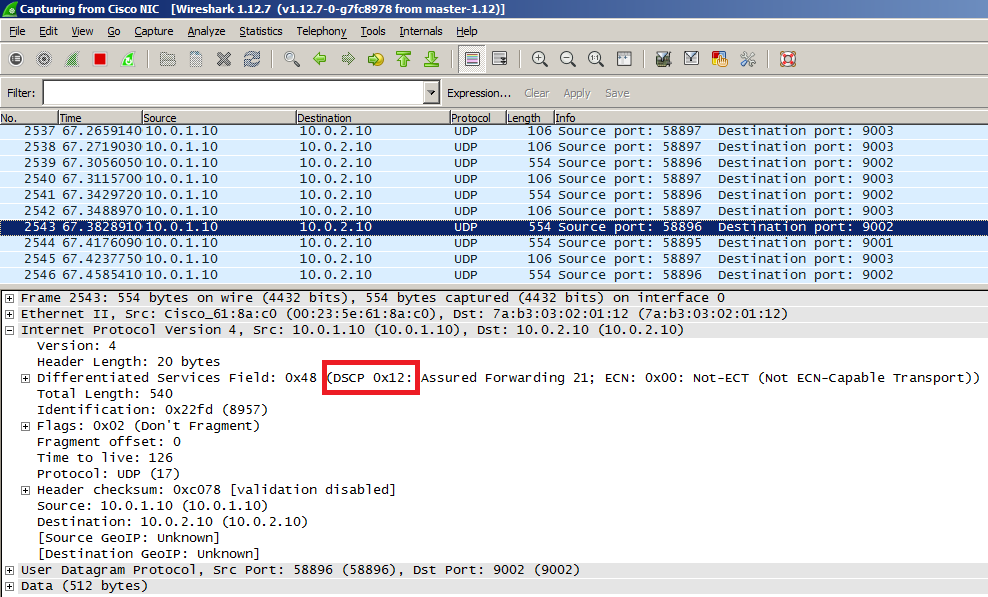 Capturing from Cisco NIC [Wireshark 1.12.7 (v1.12.7-0-g7fc8978 from master-1.12)]
File Edit View Go Capture Analyze Statistics Telephony Tools Internals Help
Filter: Expression... Clear Apply Save
No. Time Source Destination Protocol Length Info
2537 67.2659140 10.0.1.10 10.0.2.10 UDP 106 Source port: 58897 Destination port: 9003
2538 67.2719030 10.0.1.10 10.0.2.10 UDP 106 Source port: 58897 Destination port: 9003
2539 67.3056050 10.0.1.10 10.0.2.10 UDP 554 Source port: 58896 Destination port: 9002
2540 67.3115700 10.0.1.10 10.0.2.10 UDP 106 Source port: 58897 Destination port: 9003
2541 67.3429720 10.0.1.10 10.0.2.10 UDP 554 Source port: 58896 Destination port: 9002
2542 67.3488970 10.0.1.10 10.0.2.10 UDP 106 Source port: 58897 Destination port: 9003
2543 67.3828910 10.0.1.10 10.0.2.10 UDP 554 Source port: 58896 Destination port: 9002
2544 67.4176090 10.0.1.10 10.0.2.10 UDP 554 Source port: 58895 Destination port: 9001
2545 67.4237750 10.0.1.10 10.0.2.10 UDP 106 Source port: 58897 Destination port: 9003
2546 67.4585410 10.0.1.10 10.0.2.10 UDP 554 Source port: 58896 Destination port: 9002
Frame 2543: 554 bytes on wire (4432 bits), 554 bytes captured (4432 bits) on interface 0
Ethernet II, Src: Cisco_61:8a:c0 (00:23:5e:61:8a:c0), Dst: 7a:b3:03:02:01:12 (7a:b3:03:02:01:12)
Internet Protocol Version 4, Src: 10.0.1.10 (10.0.1.10), Dst: 10.0.2.10 (10.0.2.10)
Version: 4
Header Length: 20 bytes
Differentiated Services Field: 0x48 (DSCP 0x12: Assured Forwarding 21; ECN: 0x00: Not-ECT (Not ECN-Capable Transport))
Total Length: 540
Identification: 0x22fd (8957)
Flags: 0x02 (Don't Fragment)
Fragment offset: 0
Time to live: 126
Protocol: UDP (17)
Header checksum: 0xc078 [validation disabled]
Source: 10.0.1.10 (10.0.1.10)
Destination: 10.0.2.10 (10.0.2.10)
[Source GeoIP: Unknown]
[Destination GeoIP: Unknown]
User Datagram Protocol, Src Port: 58896 (58896), Dst Port: 9002 (9002)
Data (512 bytes)